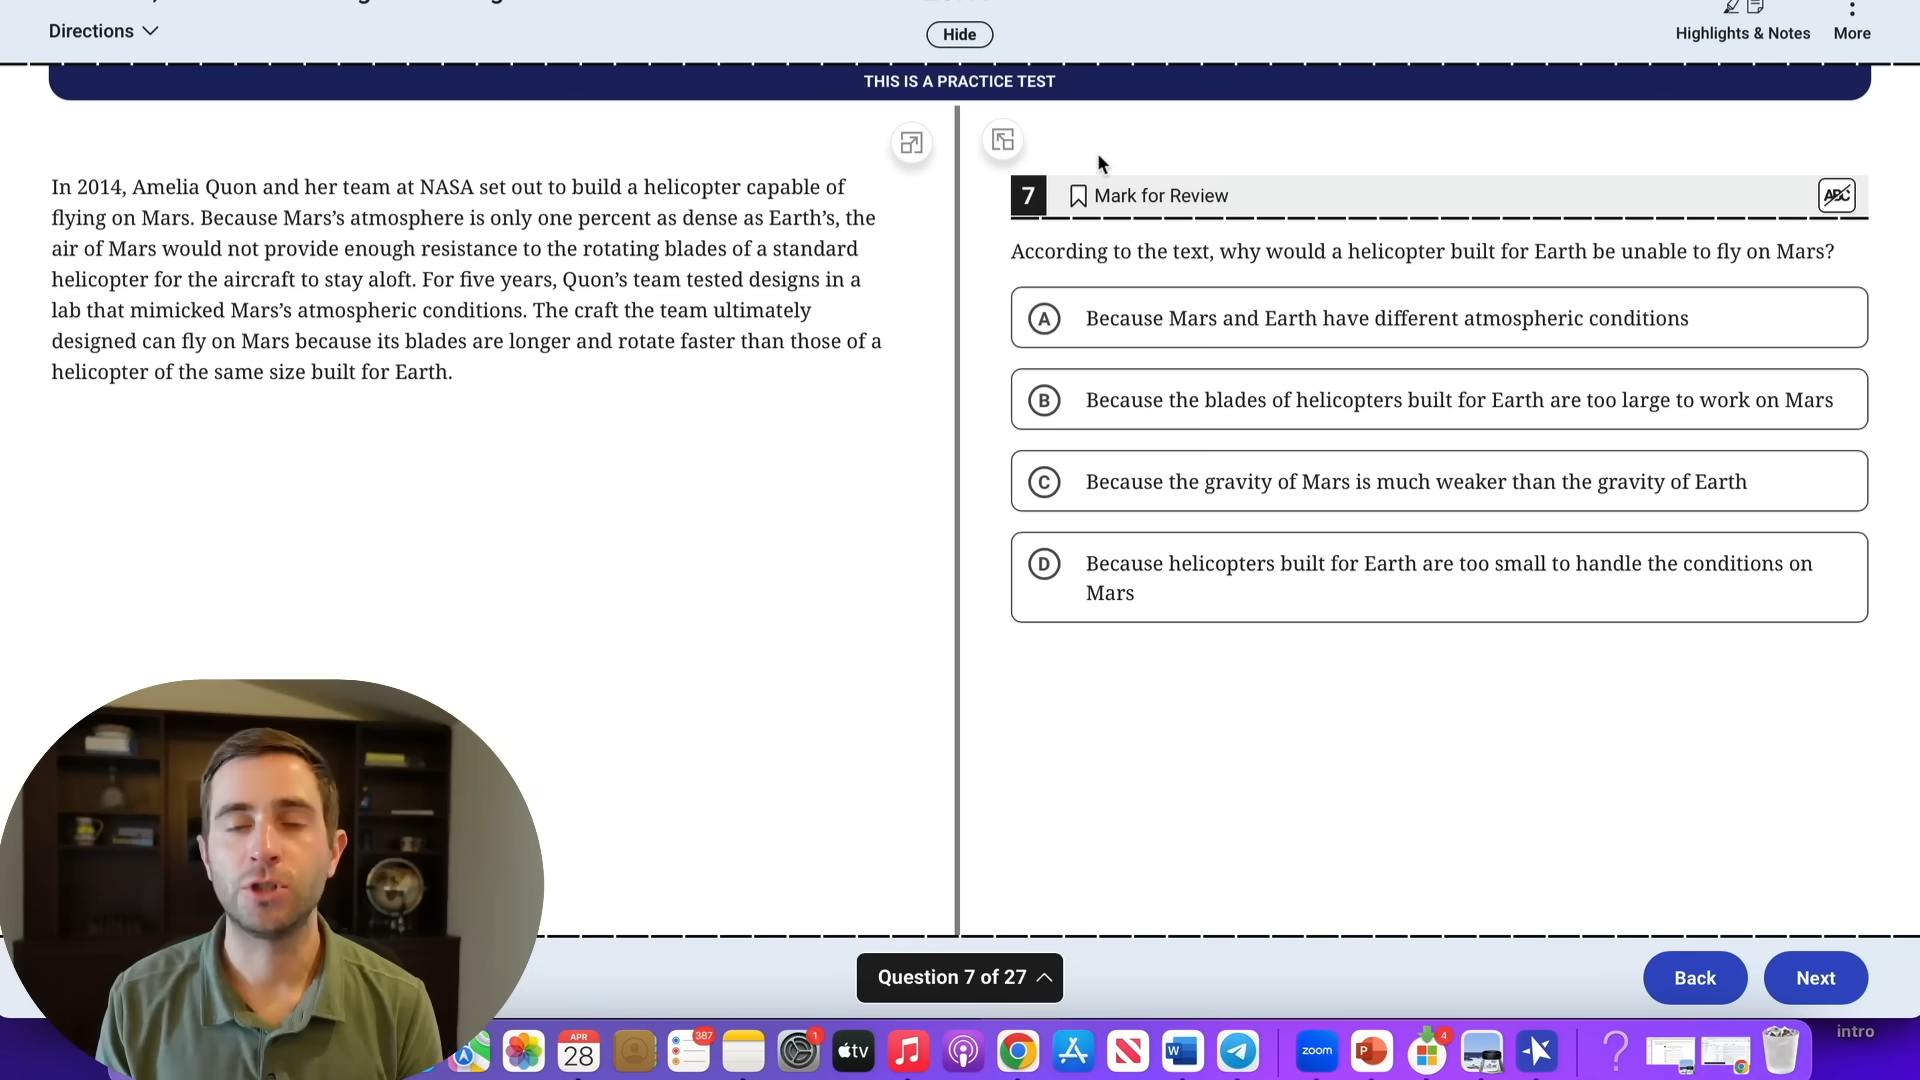 Directions
Hide
Highlights & Notes
More
THIS IS A PRACTICE TEST
In 2014, Amelia Quon and her team at NASA set out to build a helicopter capable of
flying on Mars. Because Mars’s atmosphere is only one percent as dense as Earth’s, the
air of Mars would not provide enough resistance to the rotating blades of a standard
helicopter for the aircraft to stay aloft. For five years, Quon’s team tested designs in a
lab that mimicked Mars’s atmospheric conditions. The craft the team ultimately
designed can fly on Mars because its blades are longer and rotate faster than those of a
helicopter of the same size built for Earth.
7 Mark for Review ABC
According to the text, why would a helicopter built for Earth be unable to fly on Mars?
A Because Mars and Earth have different atmospheric conditions
B Because the blades of helicopters built for Earth are too large to work on Mars
C Because the gravity of Mars is much weaker than the gravity of Earth
D Because helicopters built for Earth are too small to handle the conditions on
Mars
Question 7 of 27
Back
Next
APR
28
387
1
tv
W
zoom
P
4
?
intro